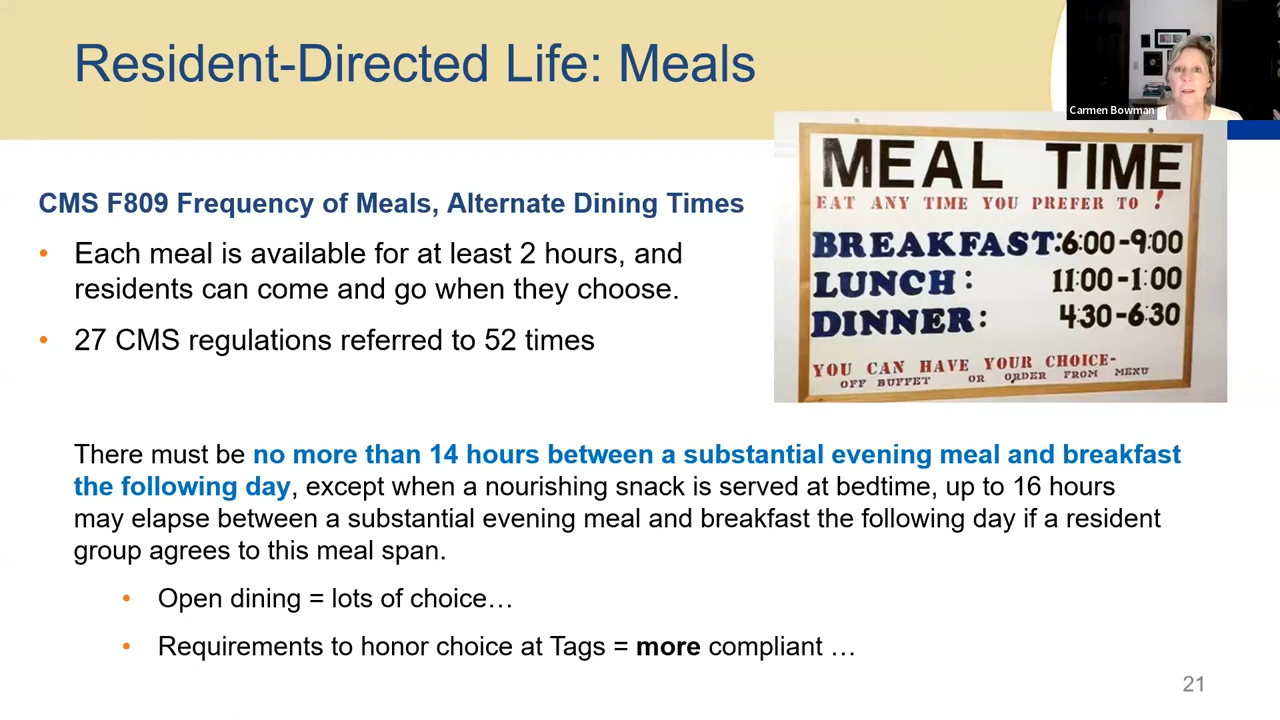 Resident-Directed Life: Meals
Carmen Bowman
CMS F809 Frequency of Meals, Alternate Dining Times
• Each meal is available for at least 2 hours, and
residents can come and go when they choose.
• 27 CMS regulations referred to 52 times
MEAL TIME
EAT ANY TIME YOU PREFER TO !
BREAKFAST: 6:00-9:00
LUNCH: 11:00-1:00
DINNER: 4:30-6:30
YOU CAN HAVE YOUR CHOICE-
OFF BUFFET OR ORDER FROM MENU
There must be no more than 14 hours between a substantial evening meal and breakfast
the following day, except when a nourishing snack is served at bedtime, up to 16 hours
may elapse between a substantial evening meal and breakfast the following day if a resident
group agrees to this meal span.
• Open dining = lots of choice…
• Requirements to honor choice at Tags = more compliant …
21